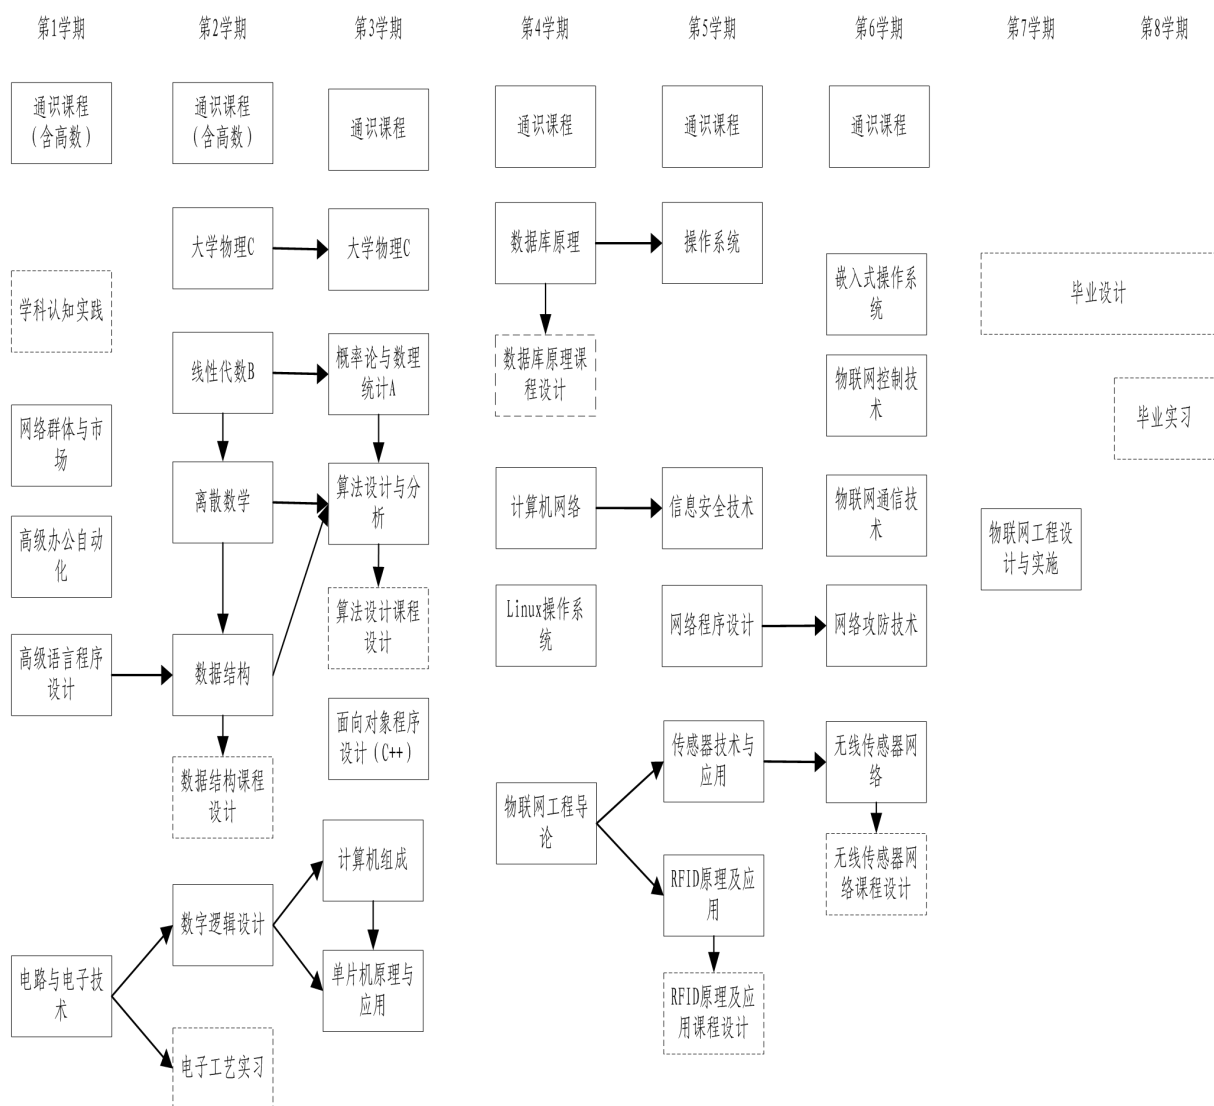 第1学期
第2学期
第3学期
第4学期
第5学期
第6学期
第7学期
第8学期
通识课程
（含高数）
通识课程
（含高数）
通识课程
通识课程
通识课程
通识课程
大学物理C
大学物理C
数据库原理
操作系统
学科认知实践
嵌入式操作系
统
毕业设计
线性代数B
概率论与数理
统计A
数据库原理课
程设计
物联网控制技
术
毕业实习
网络群体与市
场
离散数学
算法设计与分
析
计算机网络
信息安全技术
物联网通信技
术
物联网工程设
计与实施
高级办公自动
化
算法设计课程
设计
Linux操作系
统
网络程序设计
网络攻防技术
高级语言程序
设计
数据结构
面向对象程序
设计（C++）
传感器技术与
应用
无线传感器网
络
数据结构课程
设计
物联网工程导
论
计算机组成
RFID原理及应
用
无线传感器网
络课程设计
数字逻辑设计
电路与电子技
术
单片机原理与
应用
RFID原理及应
用课程设计
电子工艺实习